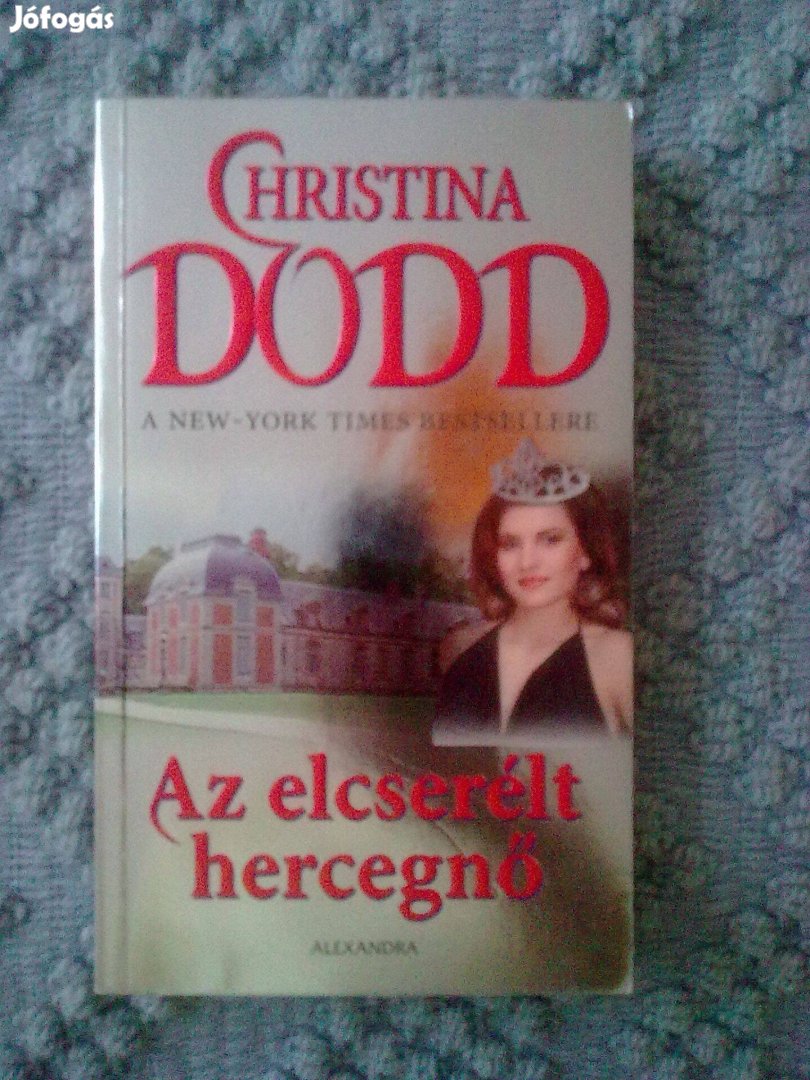 Jófogás
CHRISTINA
DODD
A NEW-YORK TIMES BESTSELLERE
Az elcserélt
hercegnő
ALEXANDRA